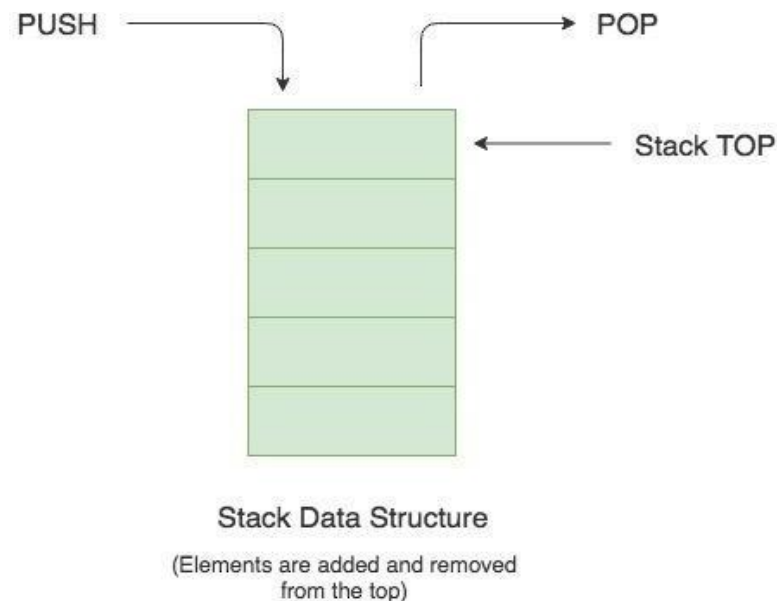 PUSH
POP
Stack TOP
Stack Data Structure
(Elements are added and removed
from the top)